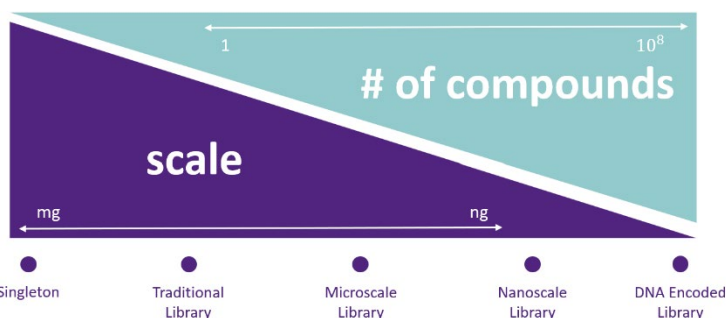 1
10⁸
# of compounds
scale
mg
ng
Singleton
Traditional
Library
Microscale
Library
Nanoscale
Library
DNA Encoded
Library